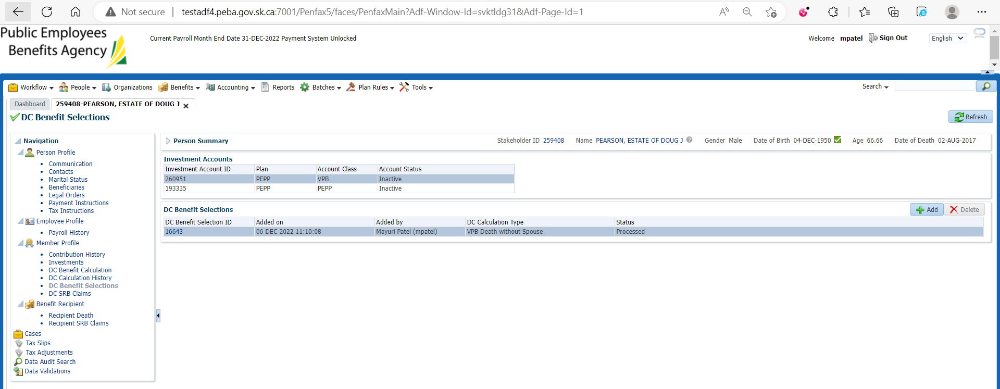 Not secure testadf4.peba.gov.sk.ca:7001/Penfax5/faces/PenfaxMain?Adf-Window-Id=svktldg31&Adf-Page-Id=1
Public Employees
Benefits Agency
Current Payroll Month End Date 31-DEC-2022 Payment System Unlocked
Welcome mpatel Sign Out English
Workflow People Organizations Benefits Accounting Reports Batches Plan Rules Tools Search
Dashboard 259408-PEARSON, ESTATE OF DOUG J
DC Benefit Selections Refresh
Navigation
Person Profile
Communication
Contacts
Marital Status
Beneficiaries
Legal Orders
Payment Instructions
Tax Instructions
Employee Profile
Payroll History
Member Profile
Contribution History
Investments
DC Benefit Calculation
DC Calculation History
DC Benefit Selections
DC SRB Claims
Benefit Recipient
Recipient Death
Recipient SRB Claims
Cases
Tax Slips
Tax Adjustments
Data Audit Search
Data Validations
Person Summary Stakeholder ID 259408 Name PEARSON, ESTATE OF DOUG J Gender Male Date of Birth 04-DEC-1950 Age 66.66 Date of Death 02-AUG-2017
Investment Accounts
Investment Account ID Plan Account Class Account Status
260951 PEPP VPB Inactive
193335 PEPP PEPP Inactive
DC Benefit Selections Add Delete
DC Benefit Selection ID Added on Added by DC Calculation Type Status
16643 06-DEC-2022 11:10:08 Mayuri Patel (mpatel) VPB Death without Spouse Processed